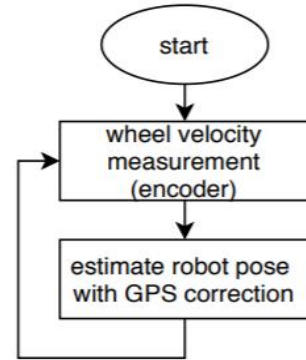 start
wheel velocity
measurement
(encoder)
estimate robot pose
with GPS correction